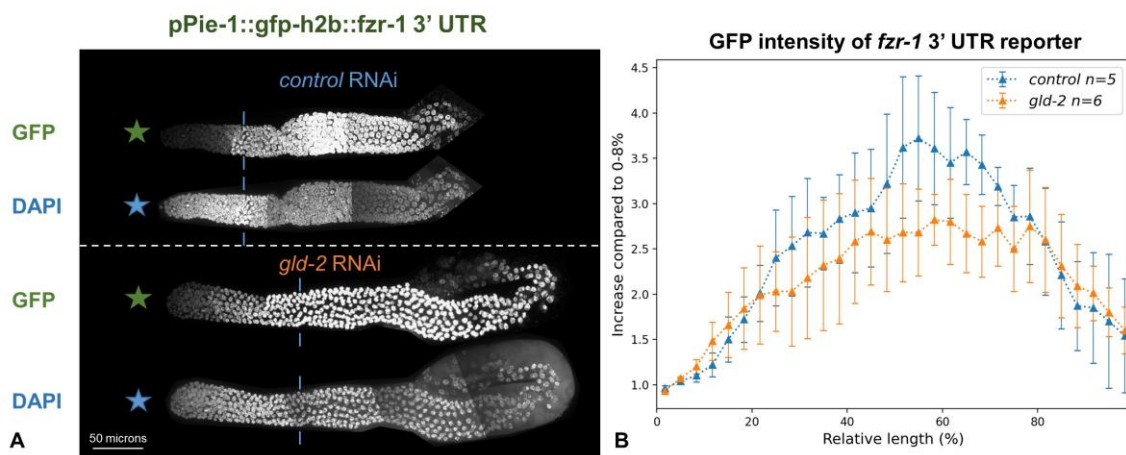 pPie-1::gfp-h2b::fzr-1 3’ UTR
control RNAi
GFP
DAPI
gld-2 RNAi
GFP
DAPI
50 microns
A
GFP intensity of fzr-1 3’ UTR reporter
control n=5
gld-2 n=6
Increase compared to 0-8%
4.5
4.0
3.5
3.0
2.5
2.0
1.5
1.0
0 20 40 60 80
Relative length (%)
B